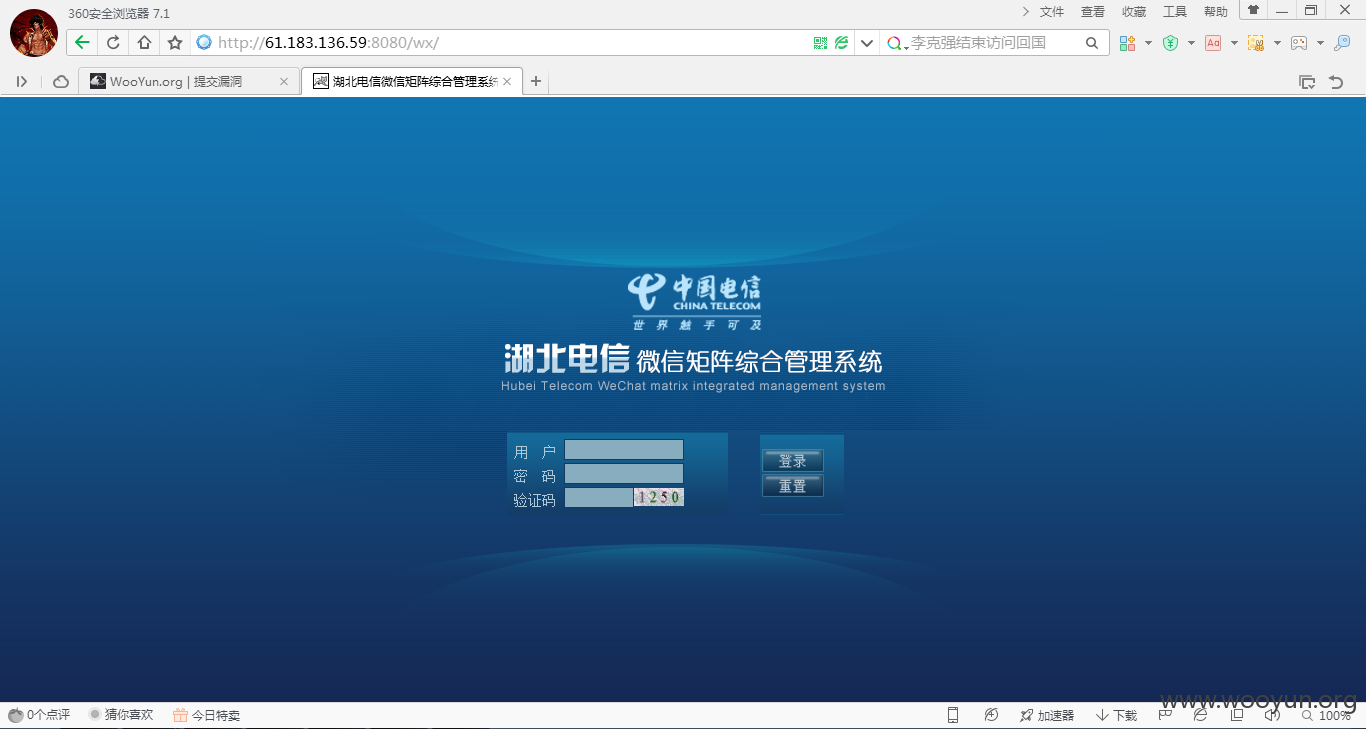 360安全浏览器 7.1
文件 查看 收藏 工具 帮助
http://61.183.136.59:8080/wx/
李克强结束访问回国
WooYun.org | 提交漏洞
湖北电信微信矩阵综合管理系统
中国电信
CHINA TELECOM
世界触手可及
湖北电信 微信矩阵综合管理系统
Hubei Telecom WeChat matrix integrated management system
用 户
密 码
验证码 1250
登录
重置
www.wooyun.org
0个点评 猜你喜欢 今日特卖 加速器 下载 100%